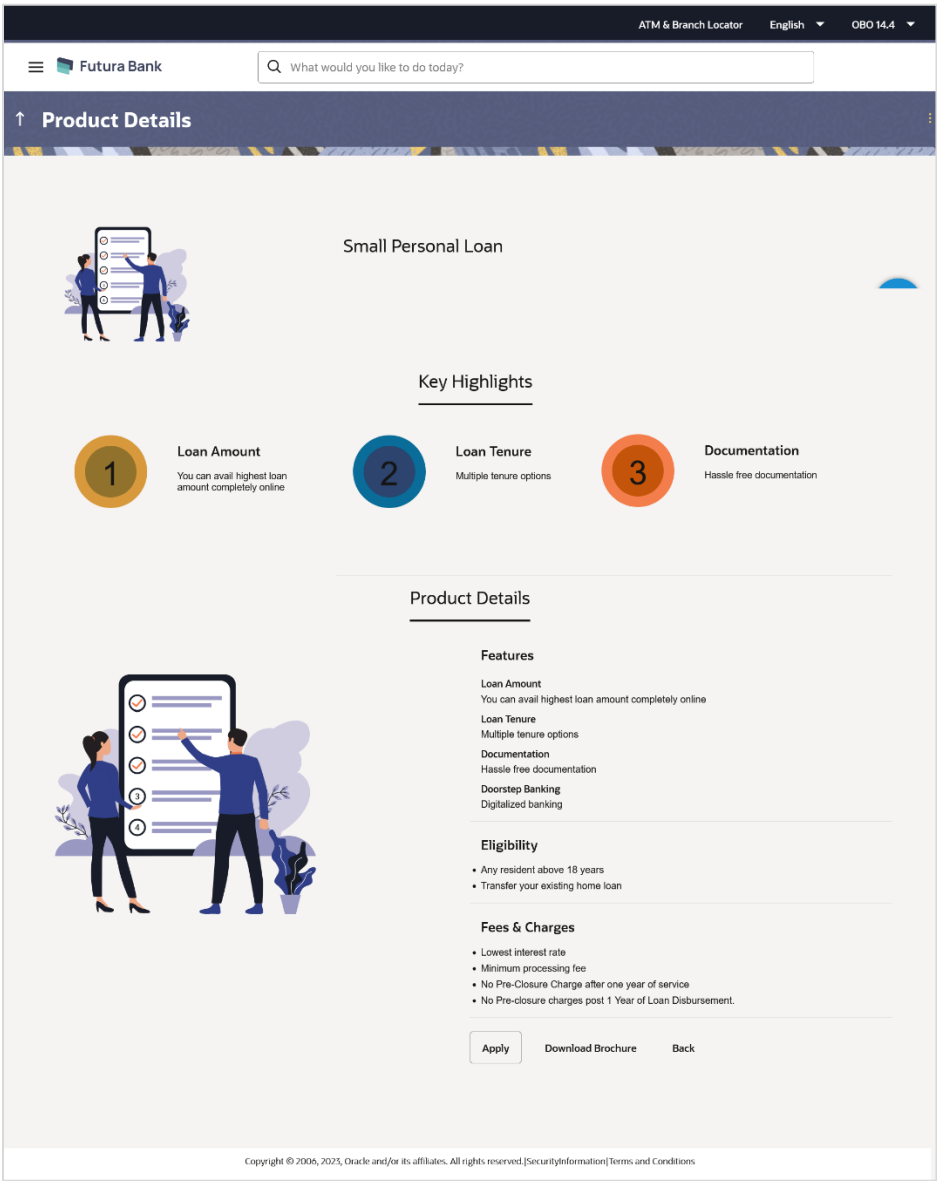 ATM & Branch Locator English OBO 14.4
Futura Bank What would you like to do today?
Product Details
Small Personal Loan
Key Highlights
1
Loan Amount
You can avail highest loan
amount completely online
2
Loan Tenure
Multiple tenure options
3
Documentation
Hassle free documentation
Product Details
Features
Loan Amount
You can avail highest loan amount completely online
Loan Tenure
Multiple tenure options
Documentation
Hassle free documentation
Doorstep Banking
Digitalized banking
3
4
Eligibility
• Any resident above 18 years
• Transfer your existing home loan
Fees & Charges
• Lowest interest rate
• Minimum processing fee
• No Pre-Closure Charge after one year of service
• No Pre-closure charges post 1 Year of Loan Disbursement.
Apply Download Brochure Back
Copyright © 2006, 2023, Oracle and/or its affiliates. All rights reserved.|SecurityInformation|Terms and Conditions